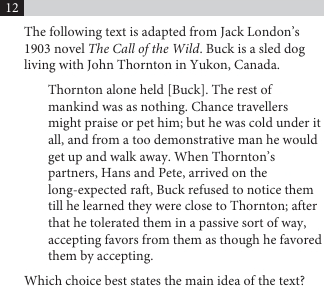 12
The following text is adapted from Jack London's
1903 novel The Call of the Wild. Buck is a sled dog
living with John Thornton in Yukon, Canada.
Thornton alone held [Buck]. The rest of
mankind was as nothing. Chance travellers
might praise or pet him; but he was cold under it
all, and from a too demonstrative man he would
get up and walk away. When Thornton's
partners, Hans and Pete, arrived on the
long-expected raft, Buck refused to notice them
till he learned they were close to Thornton; after
that he tolerated them in a passive sort of way,
accepting favors from them as though he favored
them by accepting.
Which choice best states the main idea of the text?